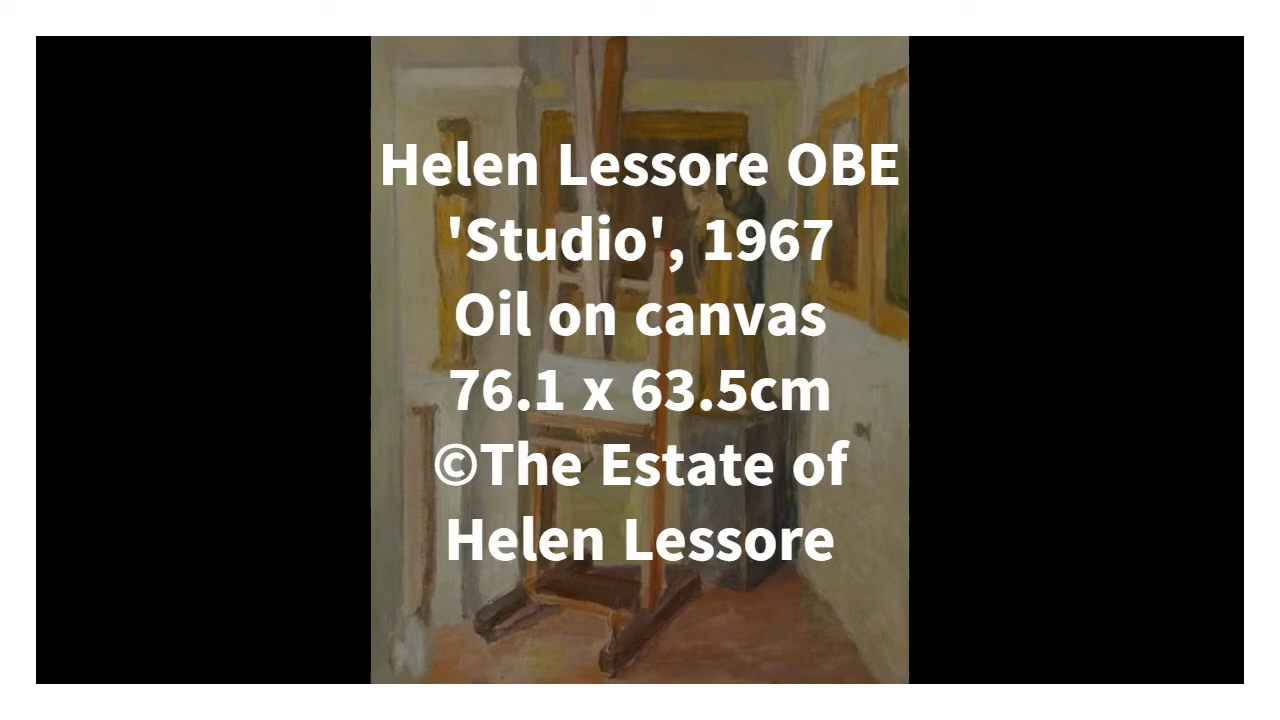 Helen Lessore OBE
'Studio', 1967
Oil on canvas
76.1 x 63.5cm
©The Estate of
Helen Lessore